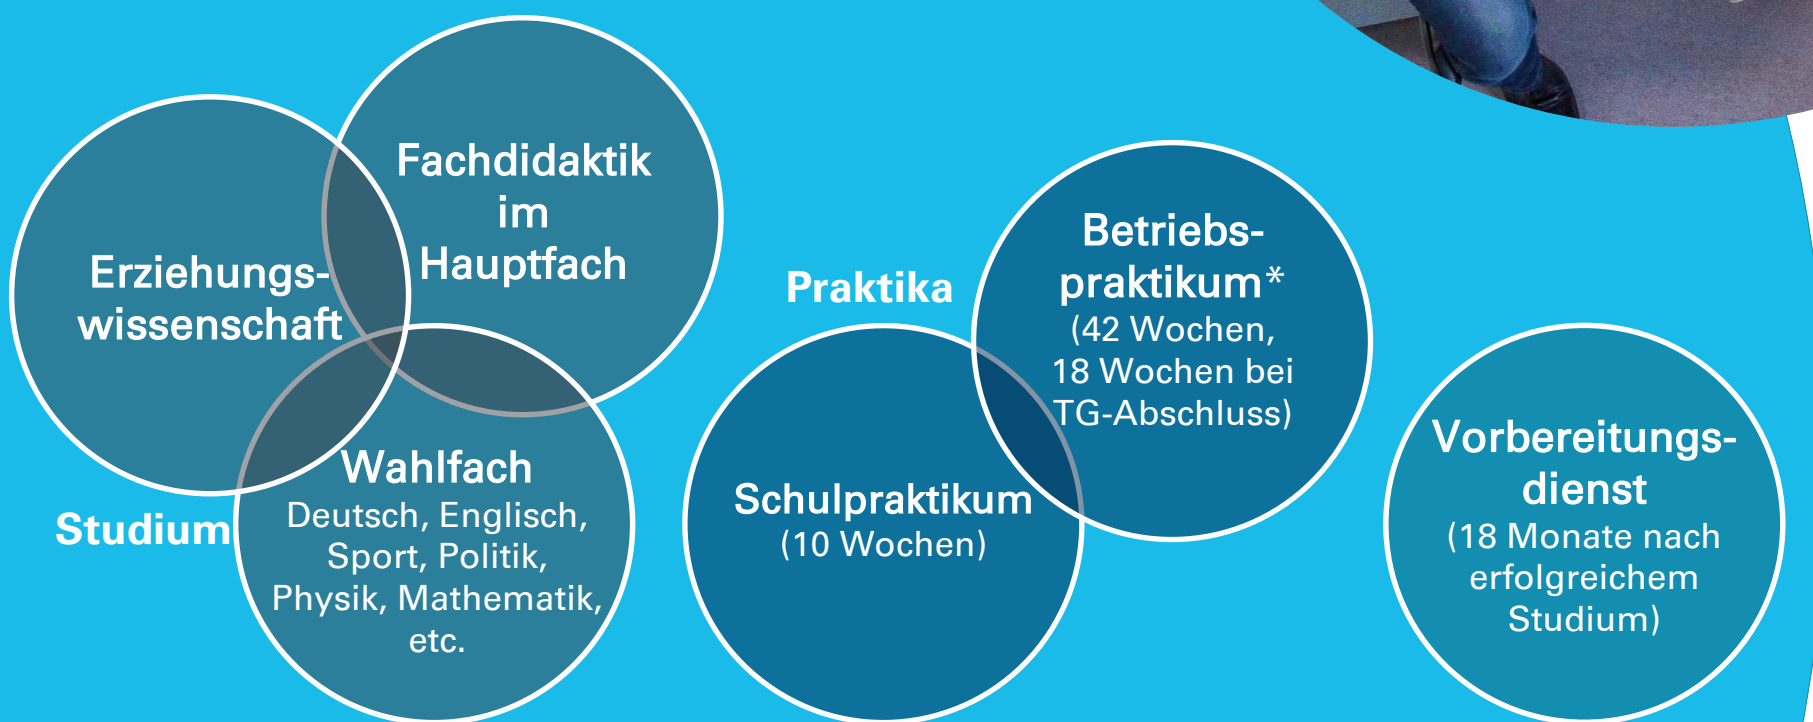 Fachdidaktik
im
Hauptfach
Erziehungs-
wissenschaft
Wahlfach
Deutsch, Englisch,
Sport, Politik,
Physik, Mathematik,
etc.
Studium
Praktika
Betriebs-
praktikum*
(42 Wochen,
18 Wochen bei
TG-Abschluss)
Schulpraktikum
(10 Wochen)
Vorbereitungs-
dienst
(18 Monate nach
erfolgreichem
Studium)